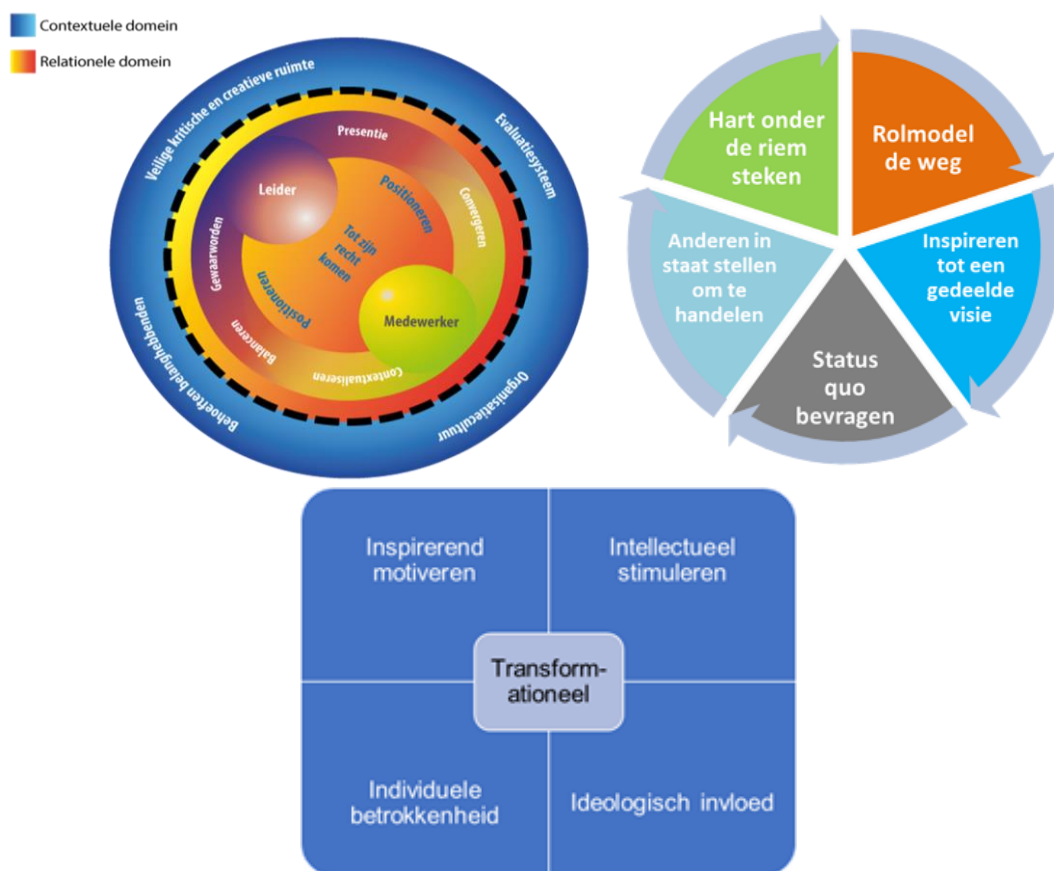 Contextuele domein
Relationele domein
Veilige kritische en creatieve ruimte
Evaluatiesysteem
Behoeften belanghebbenden
Organisatiecultuur
Presentie
Convergeren
Gewaarworden
Balanceren
Contextualiseren
Leider
Positioneren
Tot zijn
recht
komen
Positioneren
Medewerker
Hart onder
de riem
steken
Rolmodel
de weg
Anderen in
staat stellen
om te
handelen
Inspireren
tot een
gedeelde
visie
Status
quo
bevragen
Inspirerend
motiveren
Intellectueel
stimuleren
Transform-
ationeel
Individuele
betrokkenheid
Ideologisch invloed